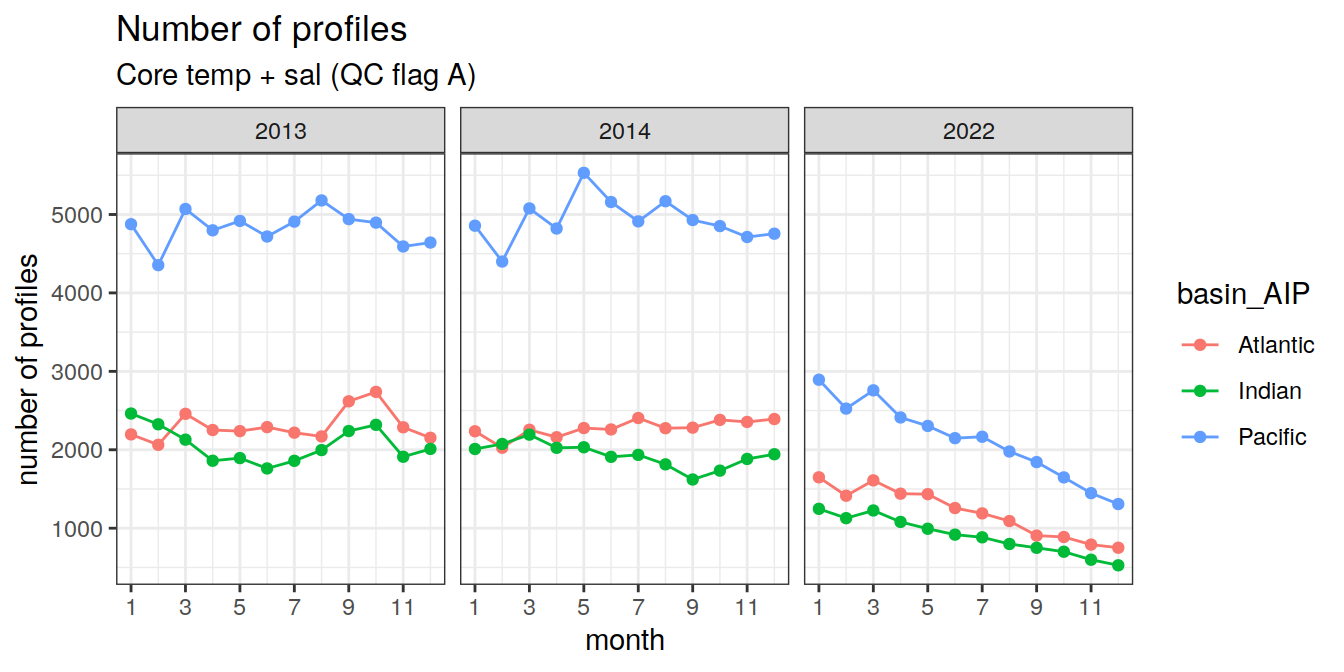 Number of profiles
Core temp + sal (QC flag A)
2013
2014
2022
number of profiles
5000
4000
3000
2000
1000
1 3 5 7 9 11
1 3 5 7 9 11
1 3 5 7 9 11
month
basin_AIP
Atlantic
Indian
Pacific